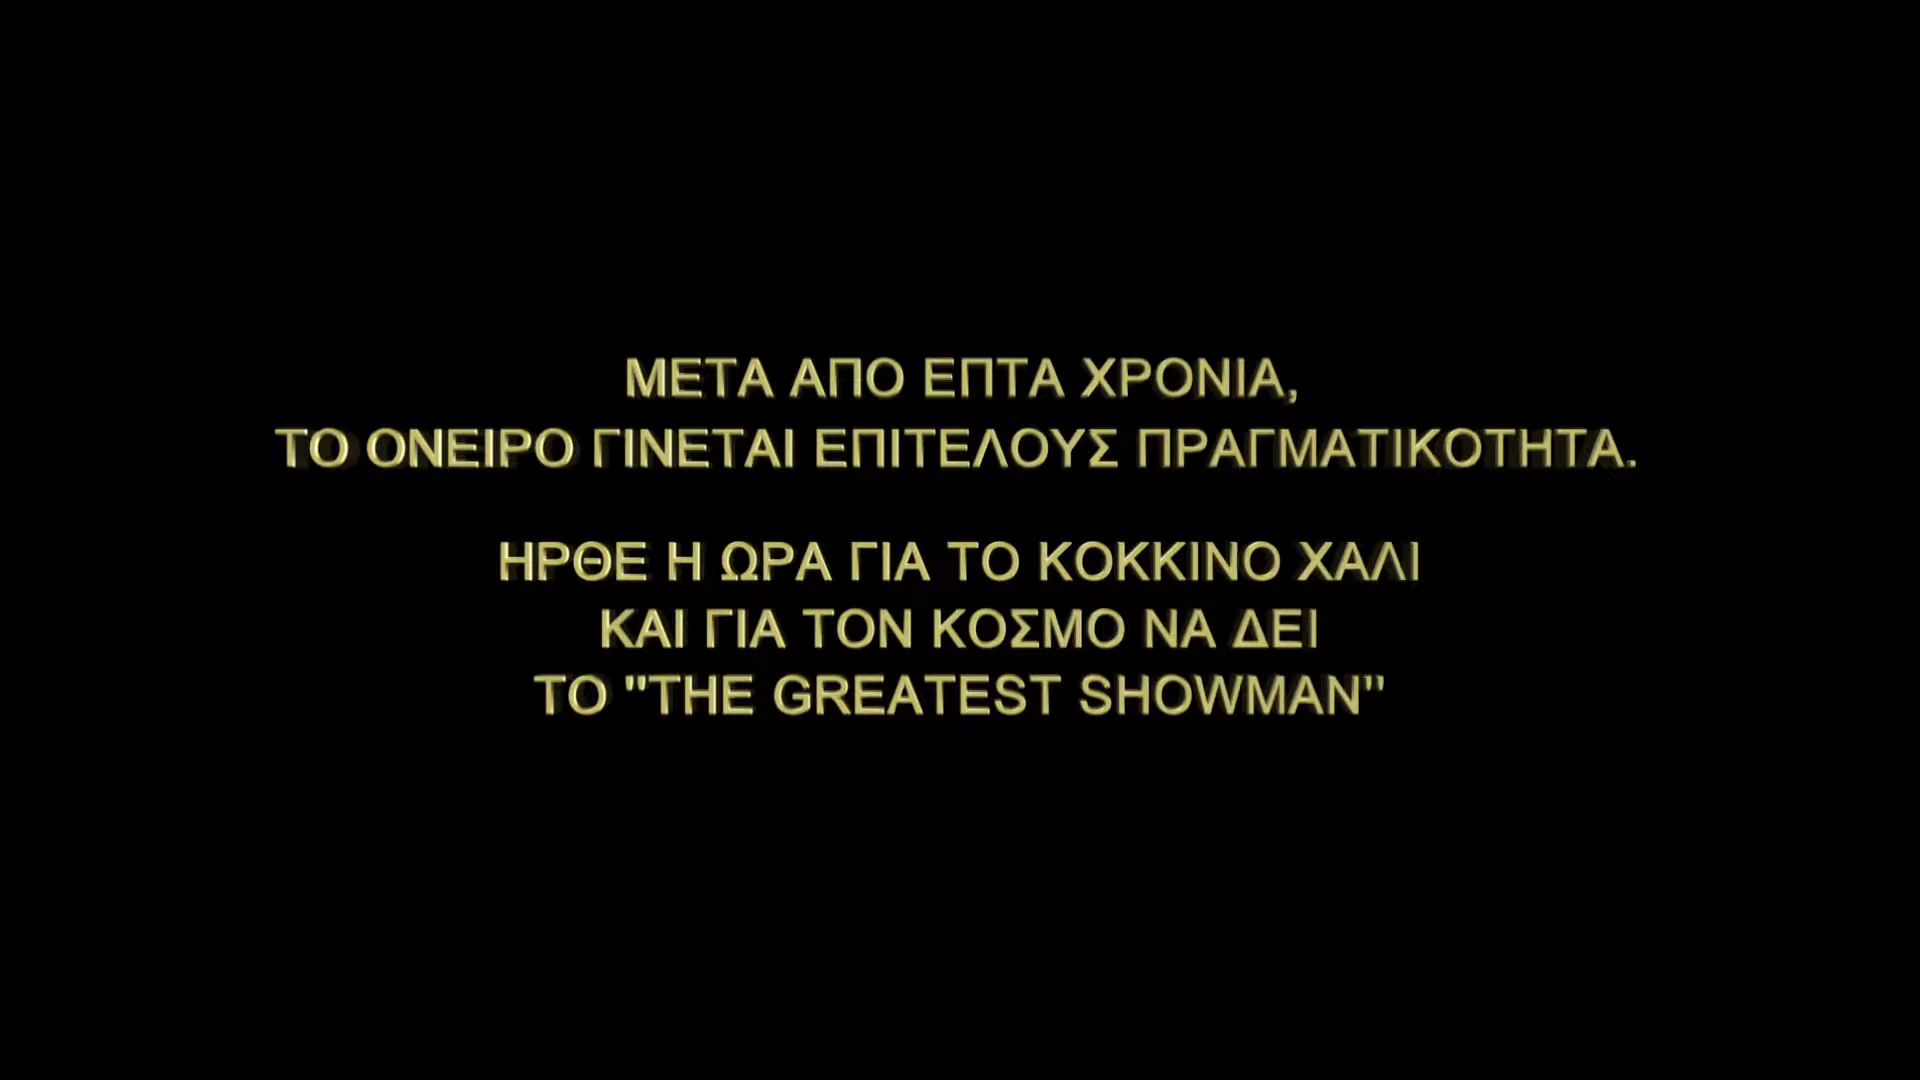 ΜΕΤΑ ΑΠΟ ΕΠΤΑ ΧΡΟΝΙΑ,
ΤΟ ΟΝΕΙΡΟ ΓΙΝΕΤΑΙ ΕΠΙΤΕΛΟΥΣ ΠΡΑΓΜΑΤΙΚΟΤΗΤΑ.
ΗΡΘΕ Η ΩΡΑ ΓΙΑ ΤΟ ΚΟΚΚΙΝΟ ΧΑΛΙ
ΚΑΙ ΓΙΑ ΤΟΝ ΚΟΣΜΟ ΝΑ ΔΕΙ
ΤΟ "THE GREATEST SHOWMAN"